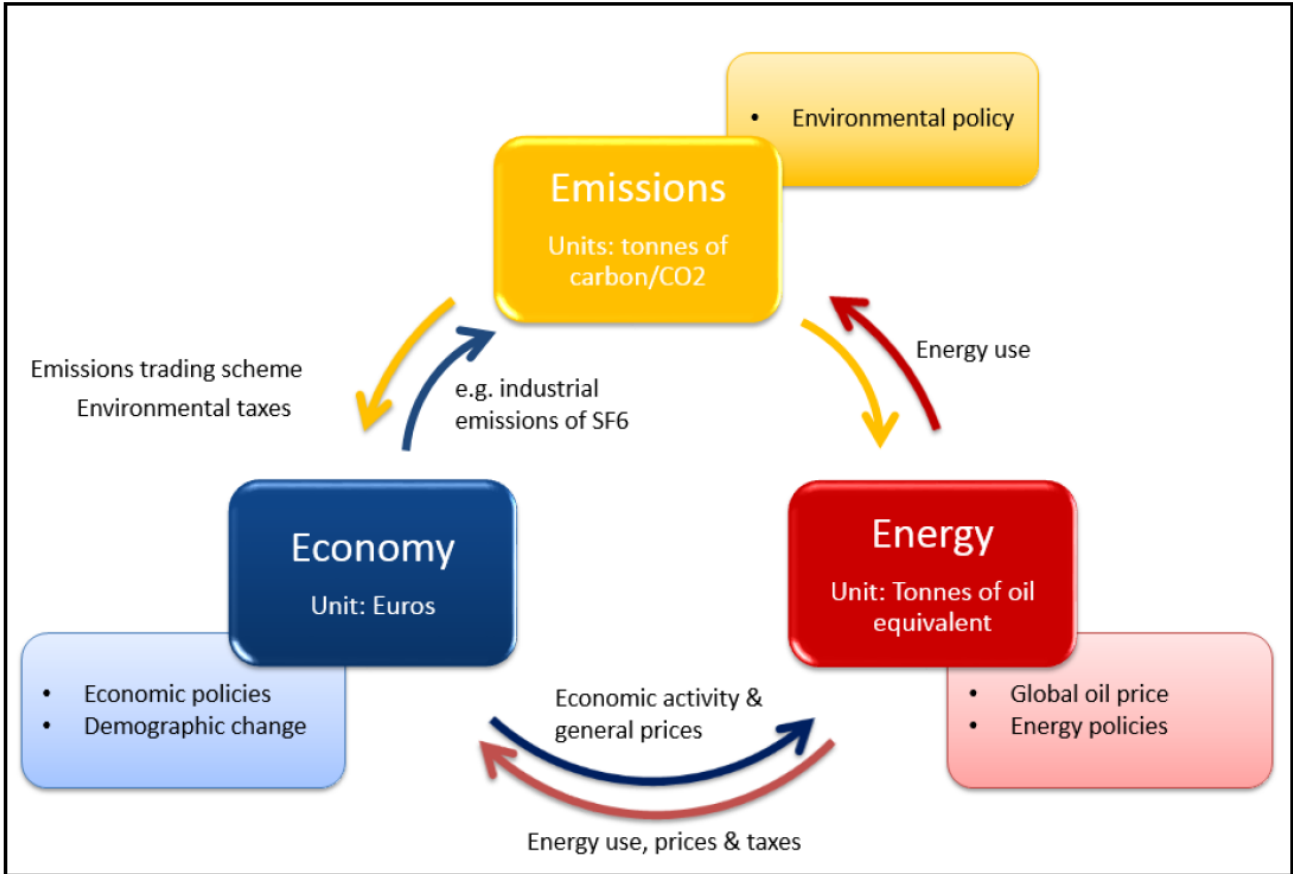 • Environmental policy
Emissions
Units: tonnes of
carbon/CO2
Energy use
Emissions trading scheme
Environmental taxes
e.g. industrial
emissions of SF6
Economy
Unit: Euros
Energy
Unit: Tonnes of oil
equivalent
• Economic policies
• Demographic change
Economic activity &
general prices
• Global oil price
• Energy policies
Energy use, prices & taxes